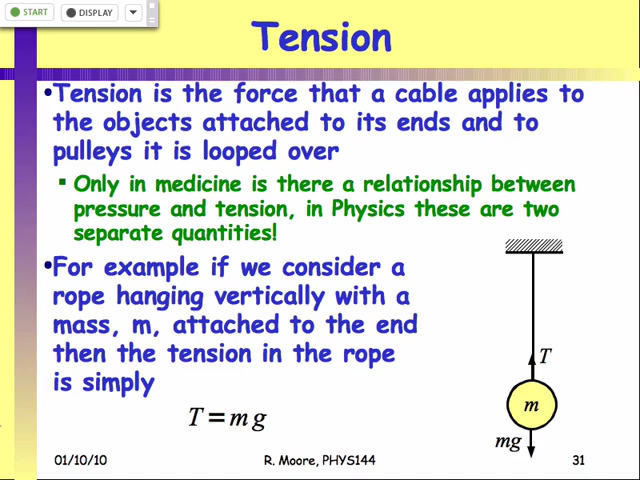 START
DISPLAY
Tension
•Tension is the force that a cable applies to
the objects attached to its ends and to
pulleys it is looped over
▪ Only in medicine is there a relationship between
pressure and tension, in Physics these are two
separate quantities!
•For example if we consider a
rope hanging vertically with a
mass, m, attached to the end
then the tension in the rope
is simply
T = m g
T
m
mg
01/10/10
R. Moore, PHYS144
31